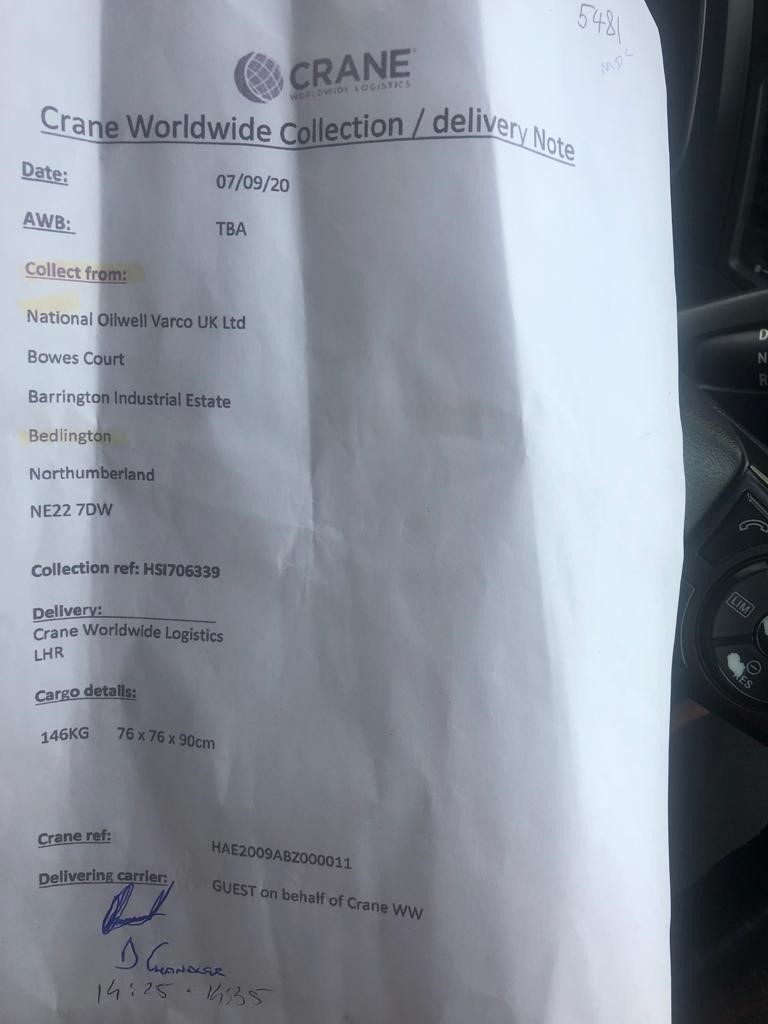 5481
CRANE
WORLDWIDE LOGISTICS
Crane Worldwide Collection / delivery Note
Date: 07/09/20
AWB: TBA
Collect from:
National Oilwell Varco UK Ltd
Bowes Court
Barrington Industrial Estate
Bedlington
Northumberland
NE22 7DW
Collection ref: HSI706339
Delivery:
Crane Worldwide Logistics
LHR
Cargo details:
146KG 76 x 76 x 90cm
Crane ref: HAE2009ABZ000011
Delivering carrier: GUEST on behalf of Crane WW
D CHANDLER
14:25 - 14:35
D
N
R
LIM
RES